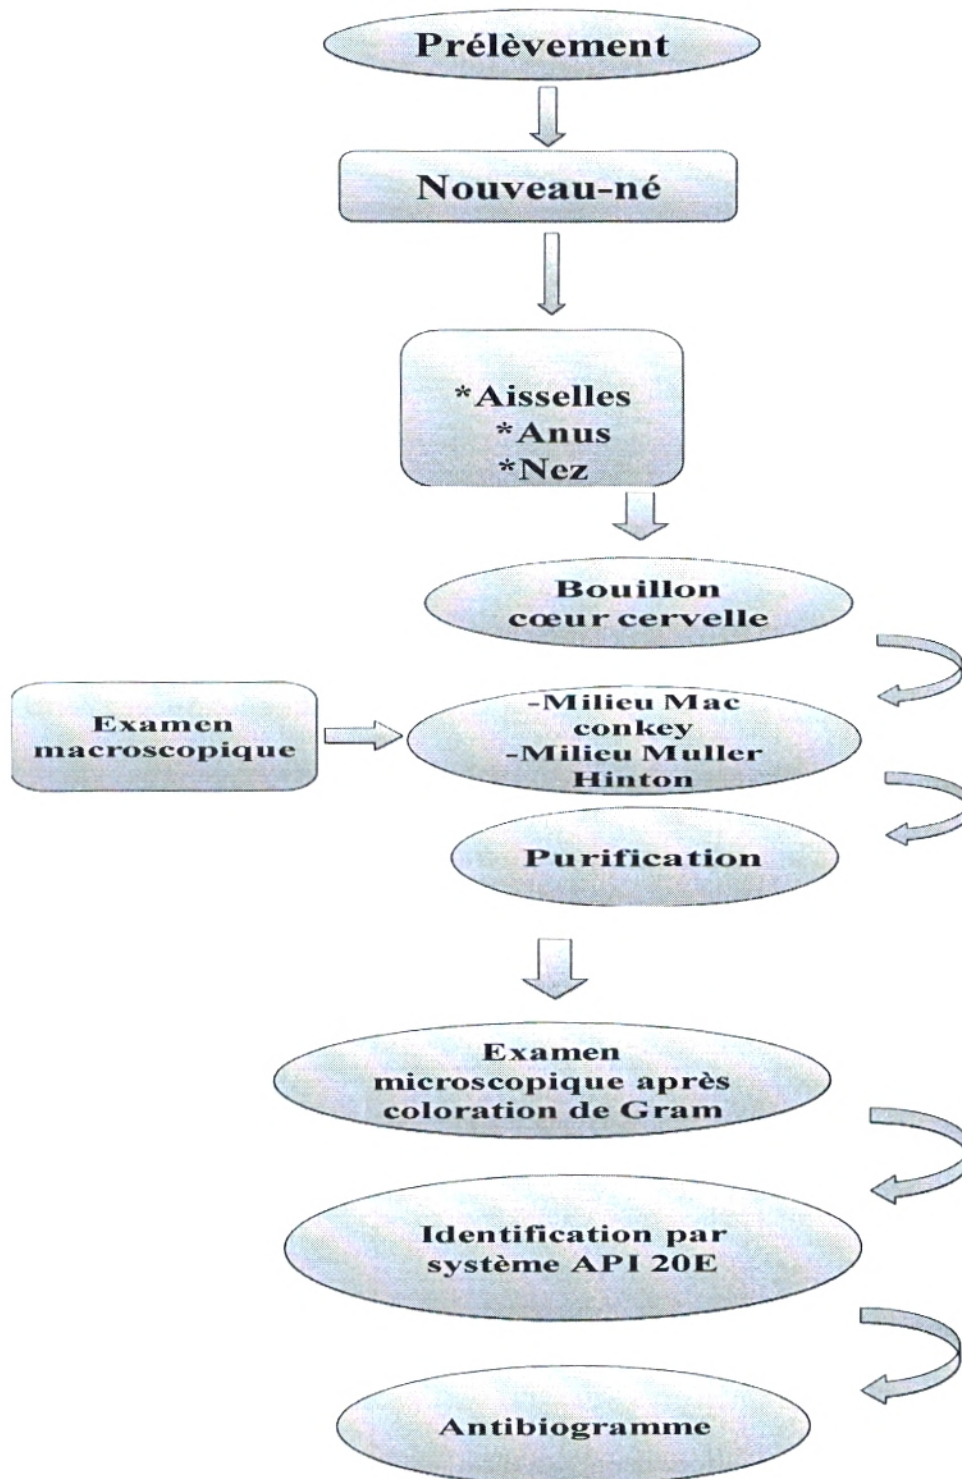 Prélèvement
Nouveau-né
*Aisselles
*Anus
*Nez
Bouillon
cœur cervelle
Examen
macroscopique
-Milieu Mac
conkey
-Milieu Muller
Hinton
Purification
Examen
microscopique après
coloration de Gram
Identification par
système API 20E
Antibiogramme